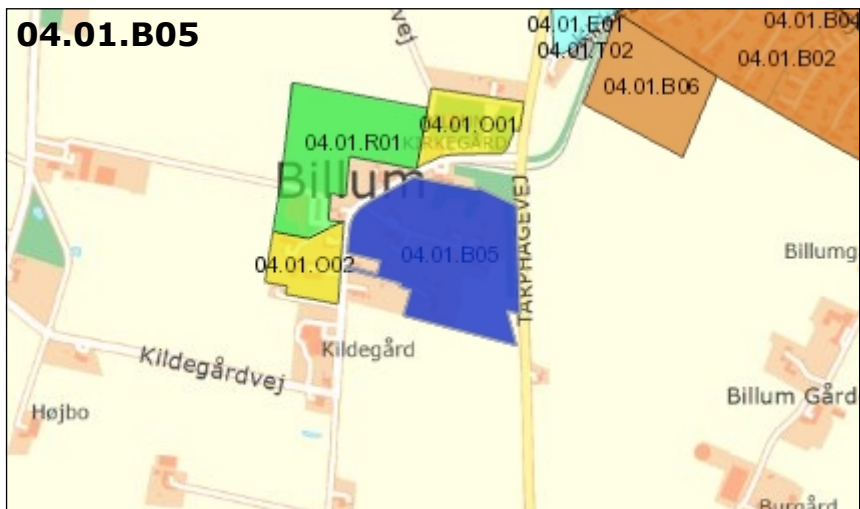 04.01.B05
vej
04.01.E01
04.01.B04
04.01.T02
04.01.B02
04.01.B06
04.01.O01
04.01.R01
KIRKEGÅRD
Billum
04.01.B05
04.01.O02
TARPHAGEVEJ
Billumg
Kildegård
Kildegårdvej
Billum Gård
Højbo
Burgård